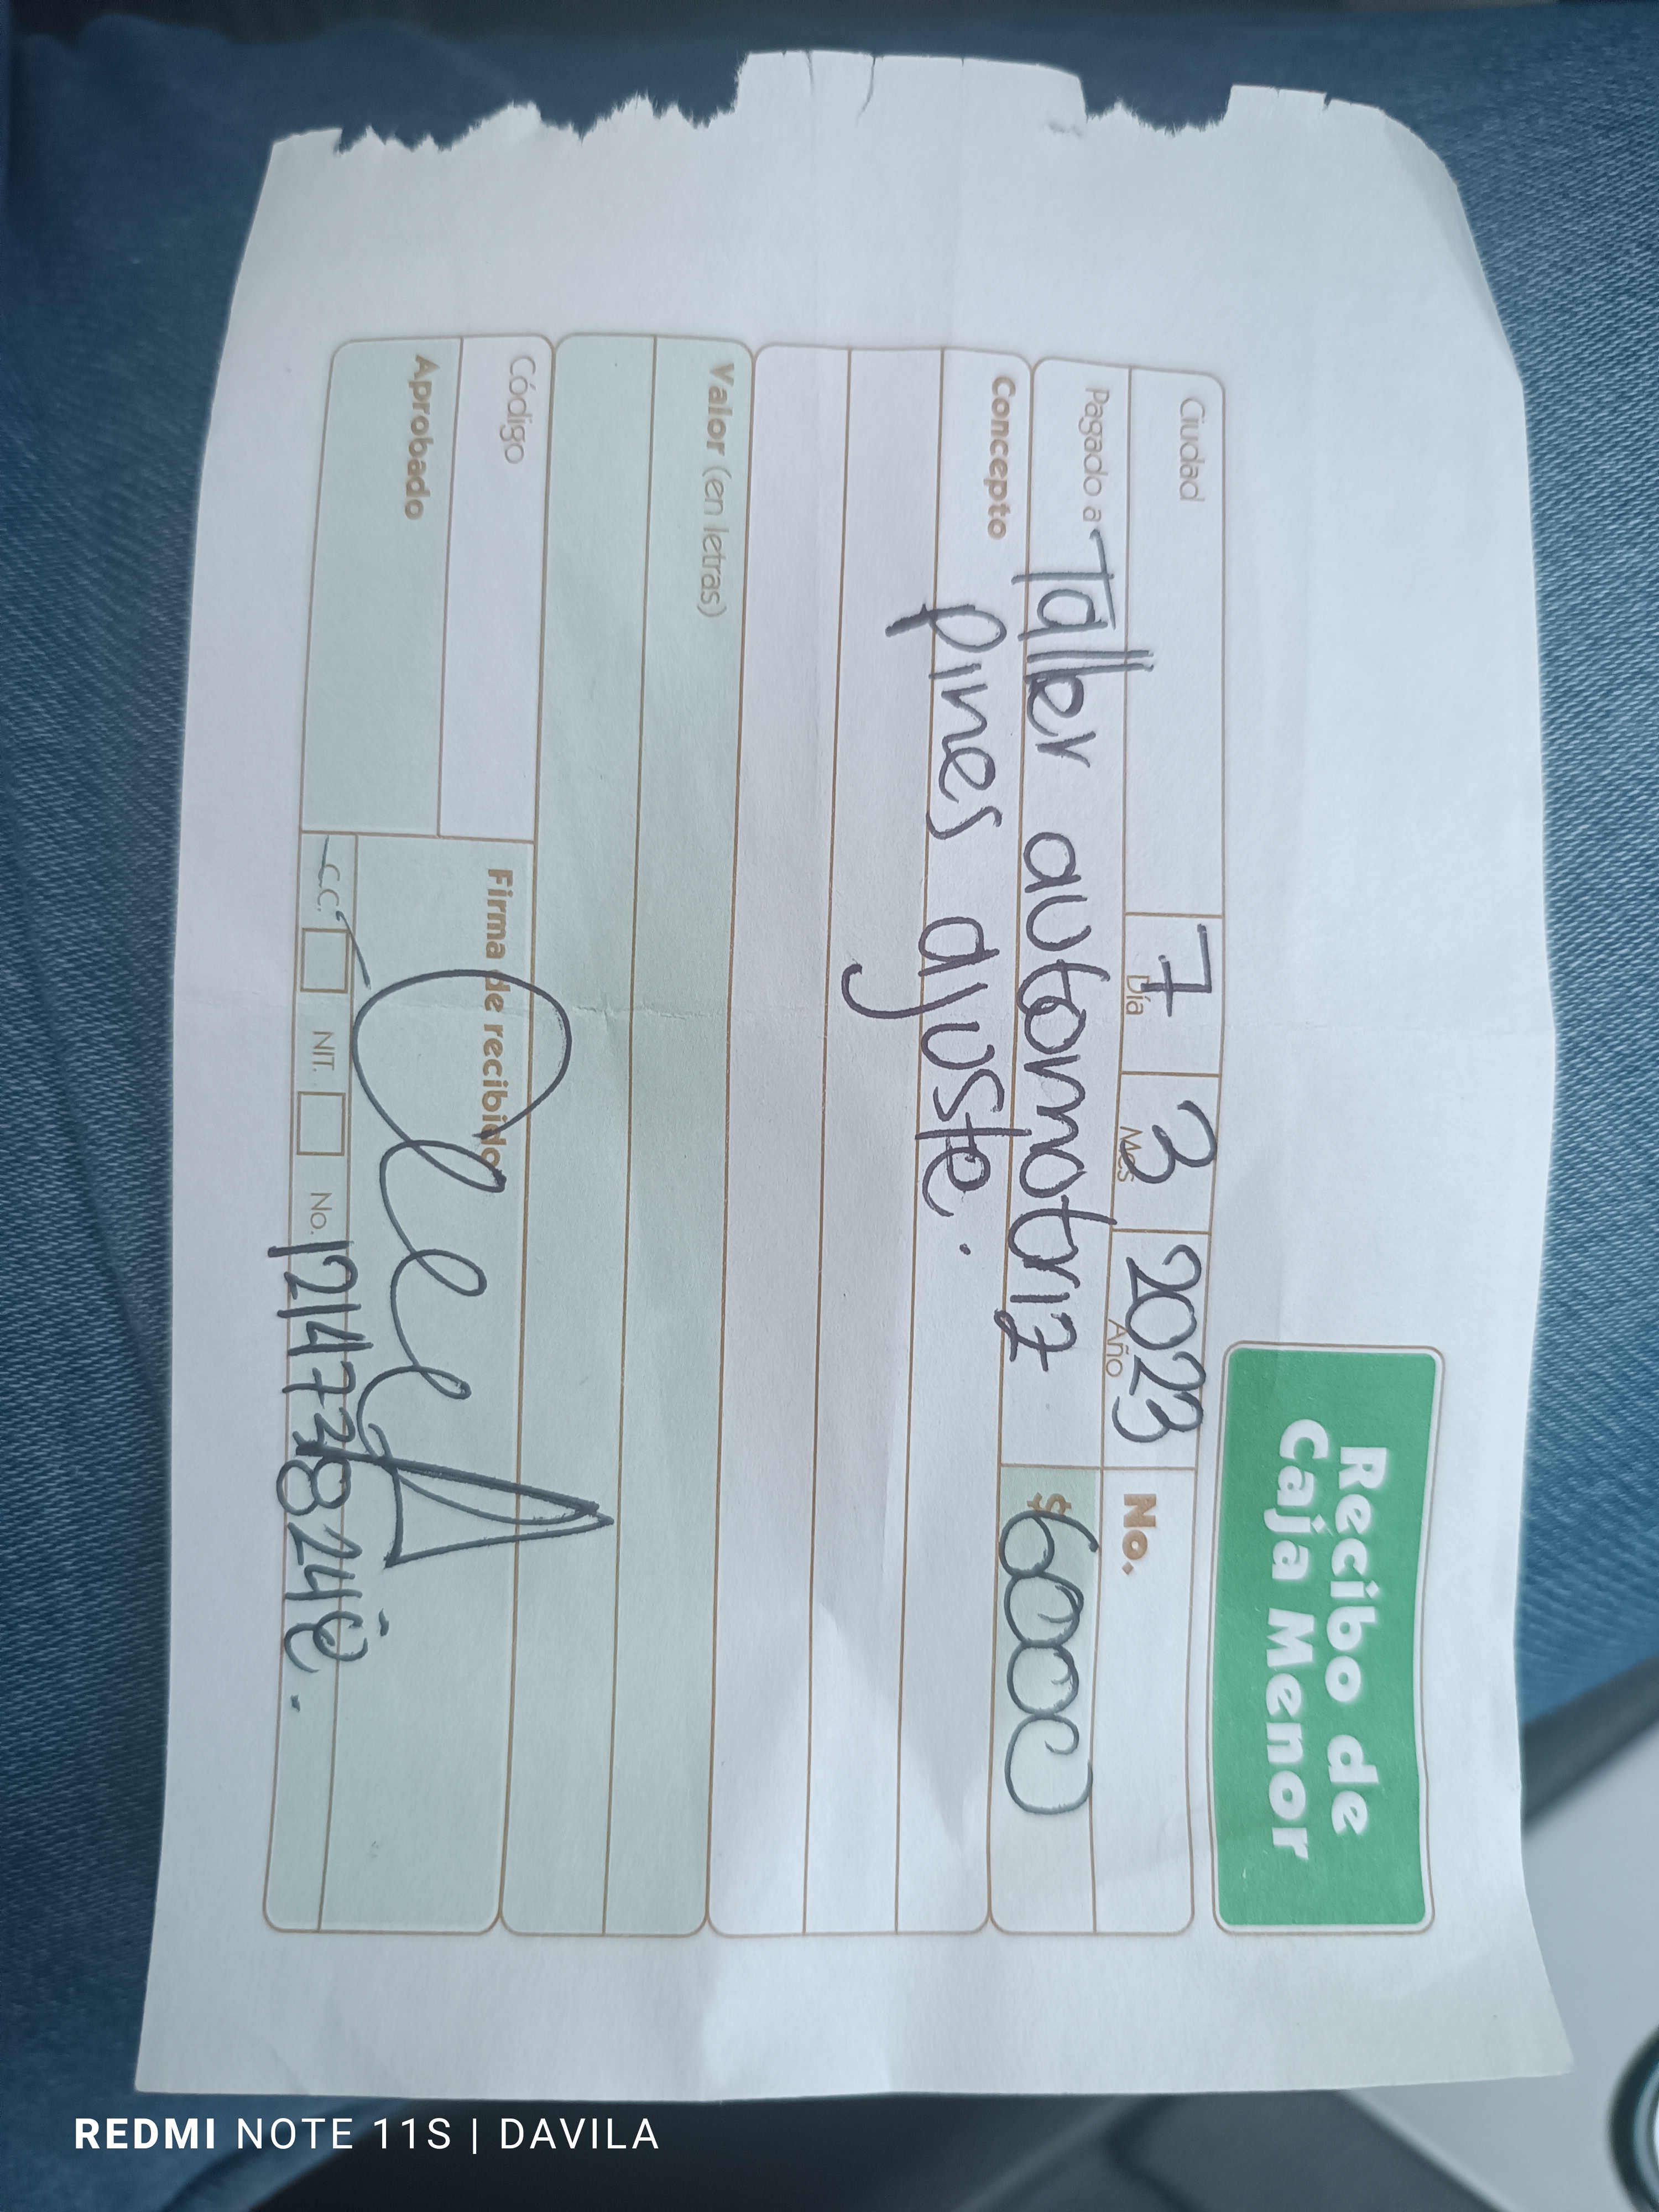 Recibo de
Caja Menor
Ciudad
7 3 2023
Día Mes Año
No.
Pagado a Taller automotriz
$ 60000
Concepto
pines ajuste.
Valor (en letras)
Código
Aprobado
Firma de recibido
C.C. NIT. No.
REDMI NOTE 11S | DAVILA